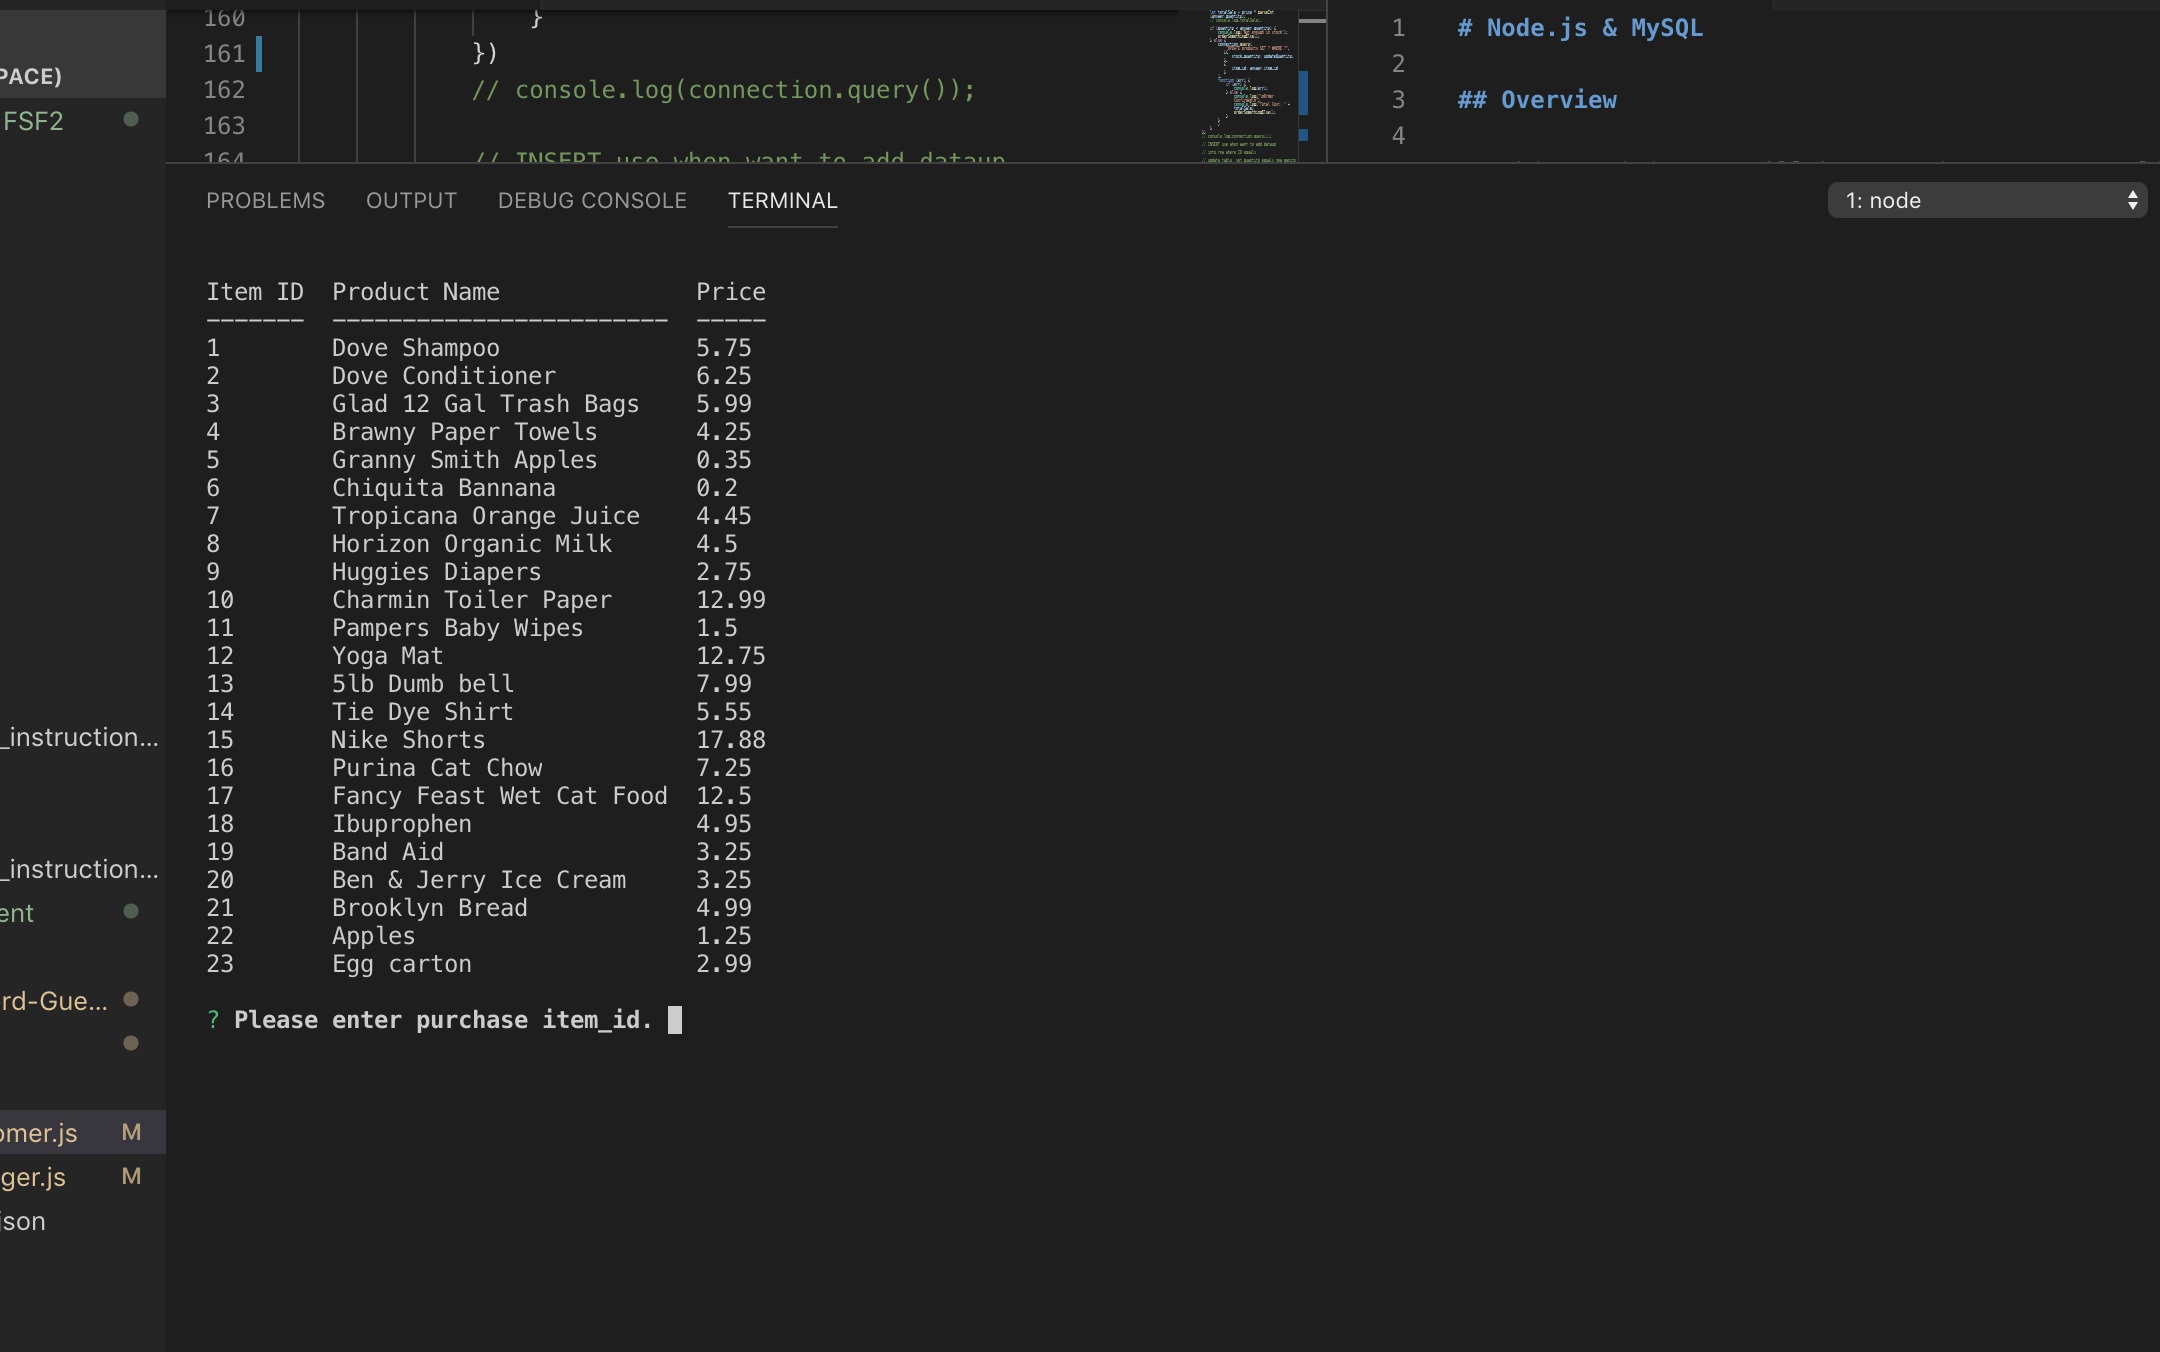 PACE)
FSF2
_instruction...
_instruction...
ent
rd-Gue...
omer.js M
ger.js M
json
160 }
161 })
162 // console.log(connection.query());
163
164 // INSERT use when want to add dataup
1 # Node.js & MySQL
2
3 ## Overview
4
PROBLEMS OUTPUT DEBUG CONSOLE TERMINAL 1: node
Item ID Product Name Price
------- ------------------------ -----
1 Dove Shampoo 5.75
2 Dove Conditioner 6.25
3 Glad 12 Gal Trash Bags 5.99
4 Brawny Paper Towels 4.25
5 Granny Smith Apples 0.35
6 Chiquita Bannana 0.2
7 Tropicana Orange Juice 4.45
8 Horizon Organic Milk 4.5
9 Huggies Diapers 2.75
10 Charmin Toiler Paper 12.99
11 Pampers Baby Wipes 1.5
12 Yoga Mat 12.75
13 5lb Dumb bell 7.99
14 Tie Dye Shirt 5.55
15 Nike Shorts 17.88
16 Purina Cat Chow 7.25
17 Fancy Feast Wet Cat Food 12.5
18 Ibuprophen 4.95
19 Band Aid 3.25
20 Ben & Jerry Ice Cream 3.25
21 Brooklyn Bread 4.99
22 Apples 1.25
23 Egg carton 2.99
? Please enter purchase item_id.